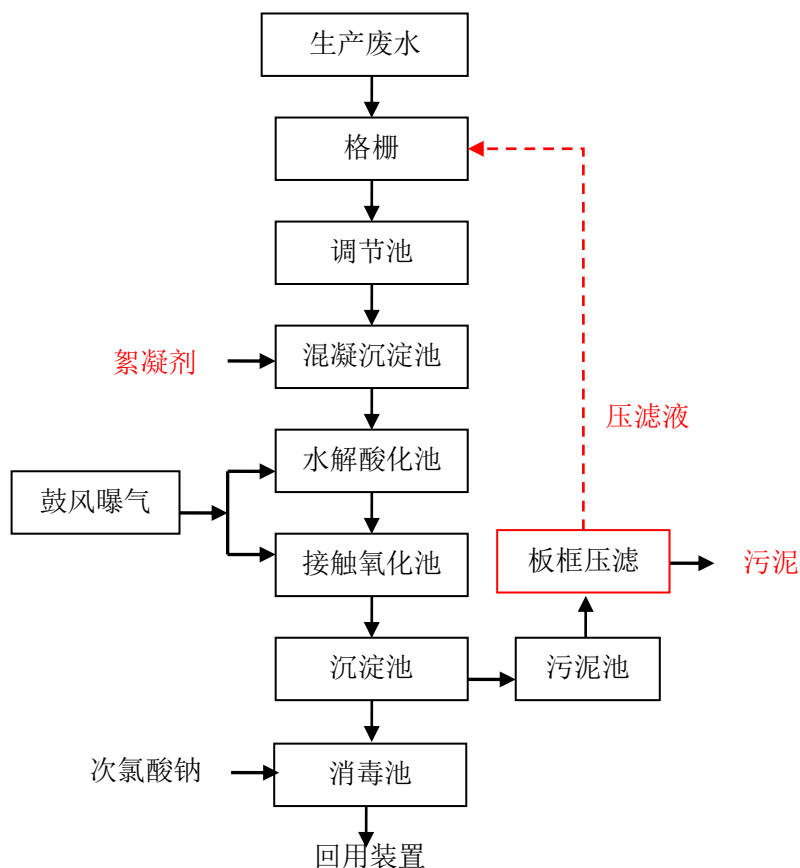 生产废水
格栅
调节池
絮凝剂
混凝沉淀池
压滤液
水解酸化池
鼓风曝气
接触氧化池
板框压滤
污泥
沉淀池
污泥池
次氯酸钠
消毒池
回用装置